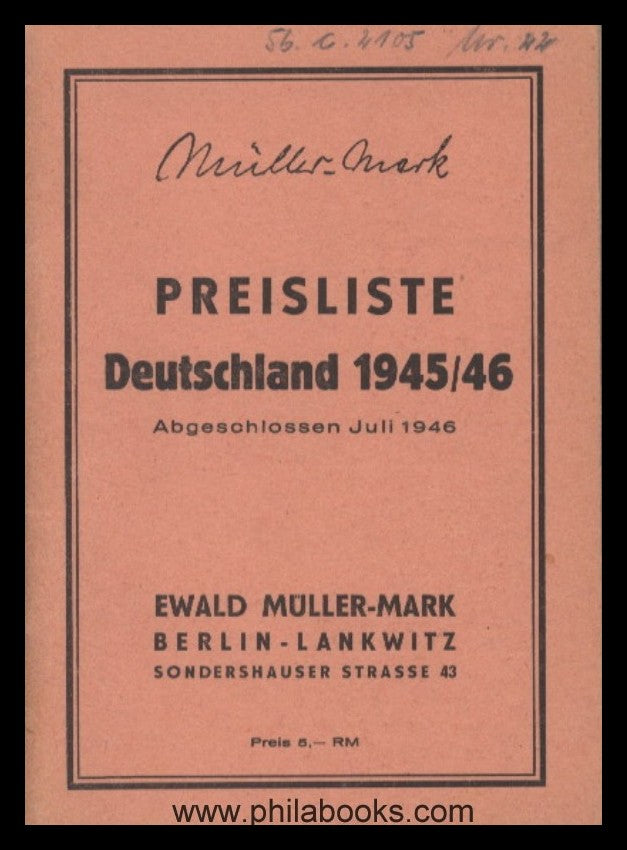 56. C. 4105 Nr. 22
Müller-Mark
PREISLISTE
Deutschland 1945/46
Abgeschlossen Juli 1946
EWALD MÜLLER-MARK
BERLIN-LANKWITZ
SONDERSHAUSER STRASSE 43
Preis 5,— RM
www.philabooks.com